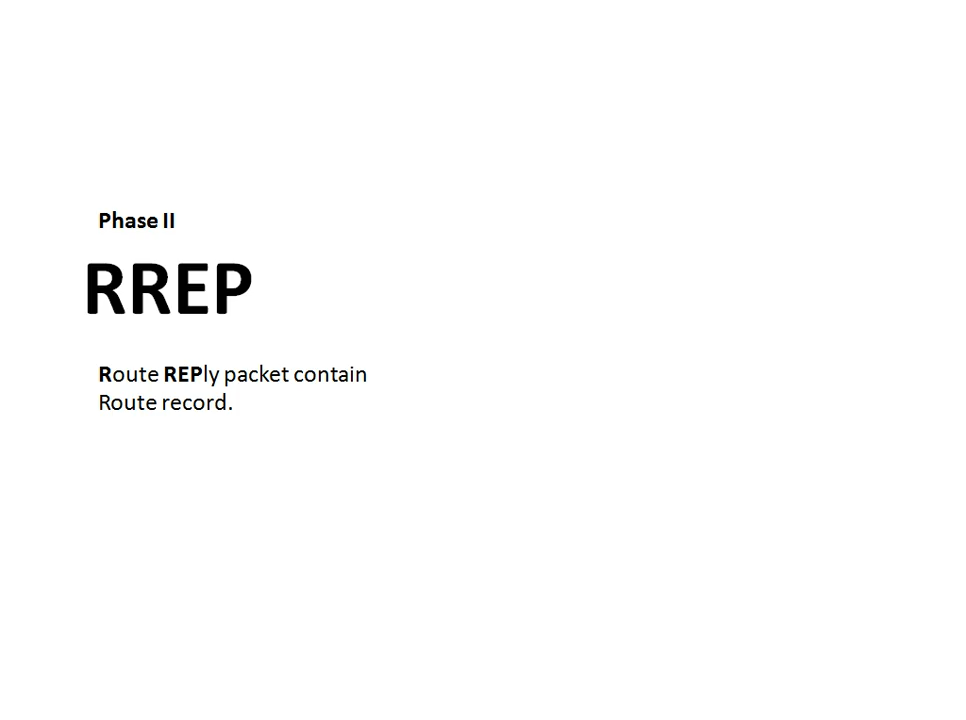 Phase II
RREP
Route REPly packet contain
Route record.